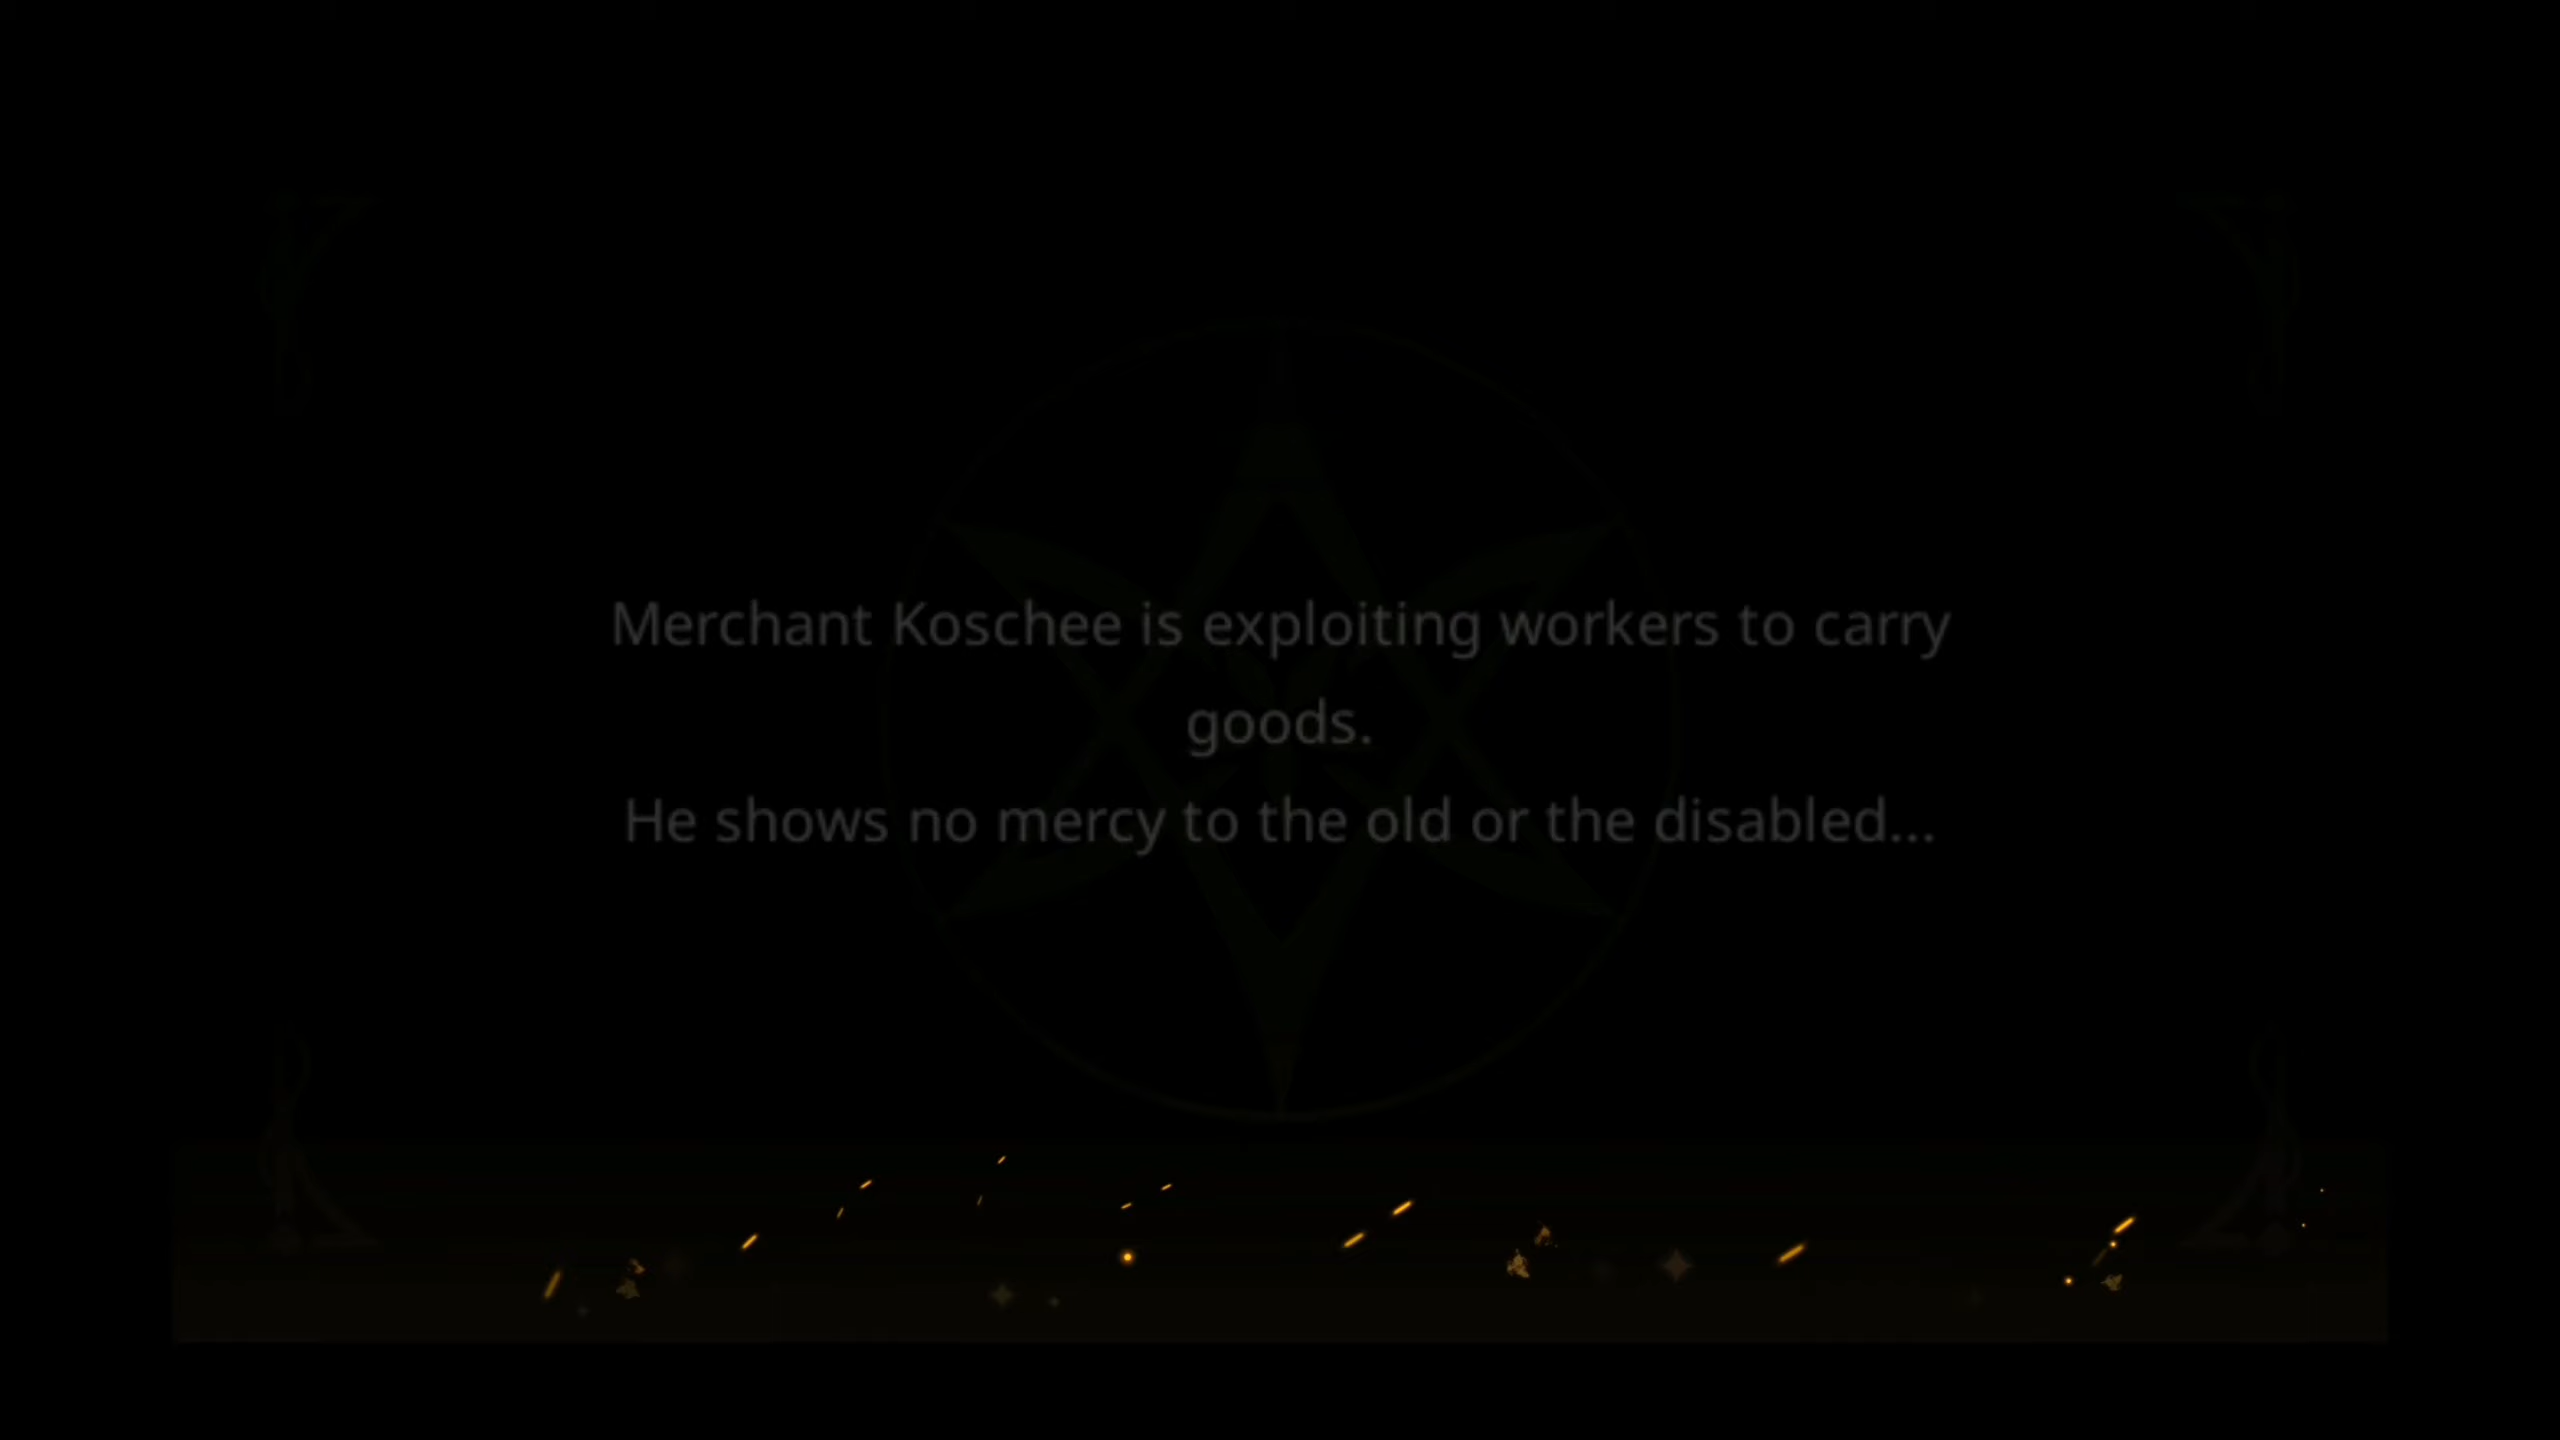 Merchant Koschee is exploiting workers to carry
goods.
He shows no mercy to the old or the disabled...